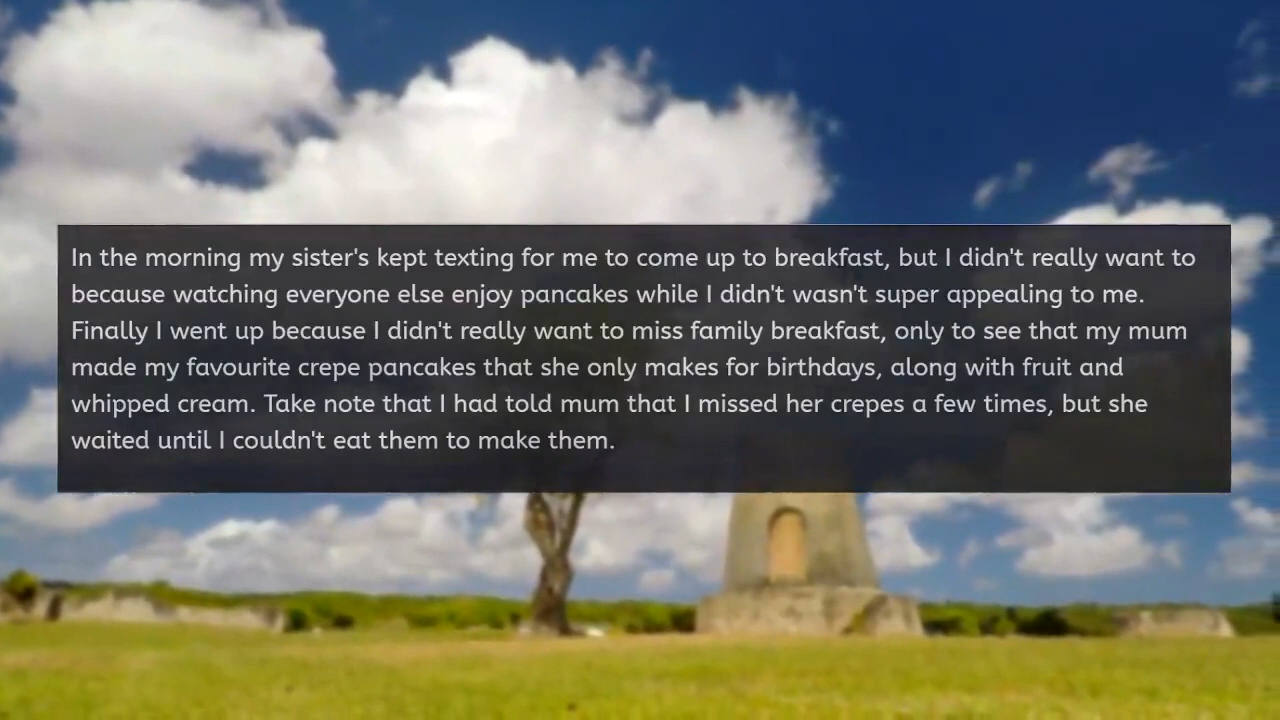 In the morning my sister's kept texting for me to come up to breakfast, but I didn't really want to
because watching everyone else enjoy pancakes while I didn't wasn't super appealing to me.
Finally I went up because I didn't really want to miss family breakfast, only to see that my mum
made my favourite crepe pancakes that she only makes for birthdays, along with fruit and
whipped cream. Take note that I had told mum that I missed her crepes a few times, but she
waited until I couldn't eat them to make them.